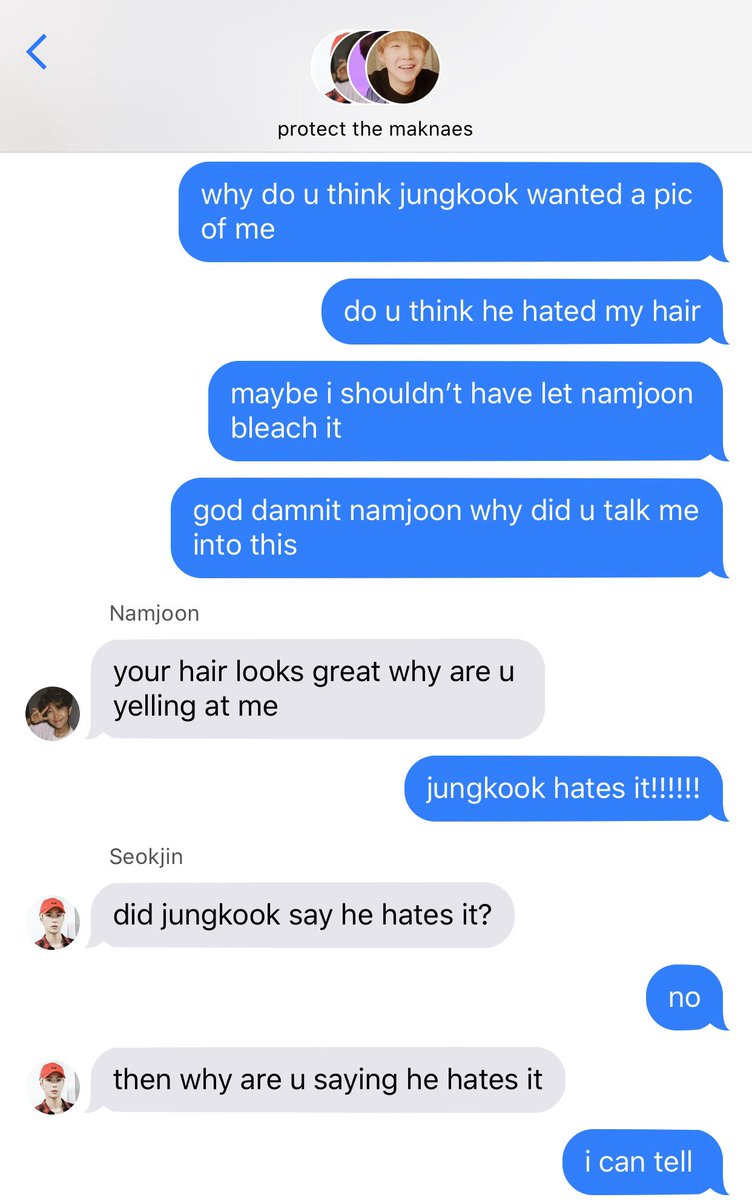 protect the maknaes
why do u think jungkook wanted a pic
of me
do u think he hated my hair
maybe i shouldn’t have let namjoon
bleach it
god damnit namjoon why did u talk me
into this
Namjoon
your hair looks great why are u
yelling at me
jungkook hates it!!!!!!
Seokjin
did jungkook say he hates it?
no
then why are u saying he hates it
i can tell